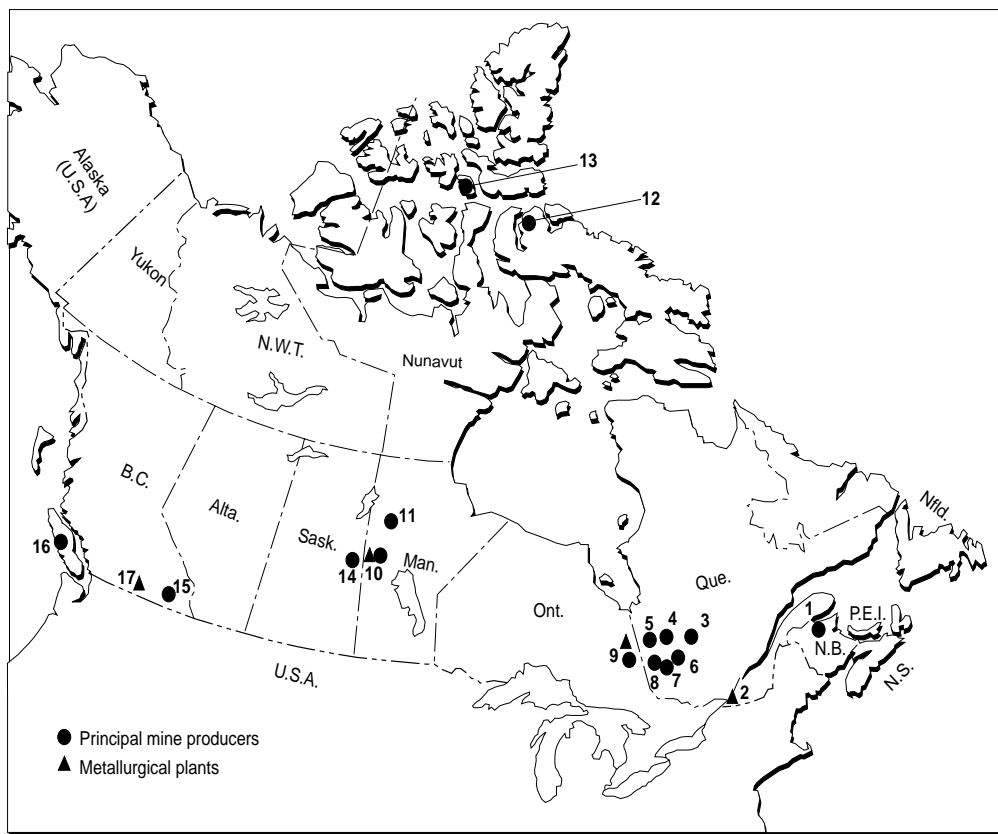 13
12
Alaska
(U.S.A)
Yukon
N.W.T.
Nunavut
B.C.
Alta.
Sask.
Man.
11
16
14
10
17
15
Ont.
Que.
Nfld.
1
P.E.I.
N.B.
N.S.
5
4
3
9
8
7
6
2
U.S.A.
Principal mine producers
Metallurgical plants